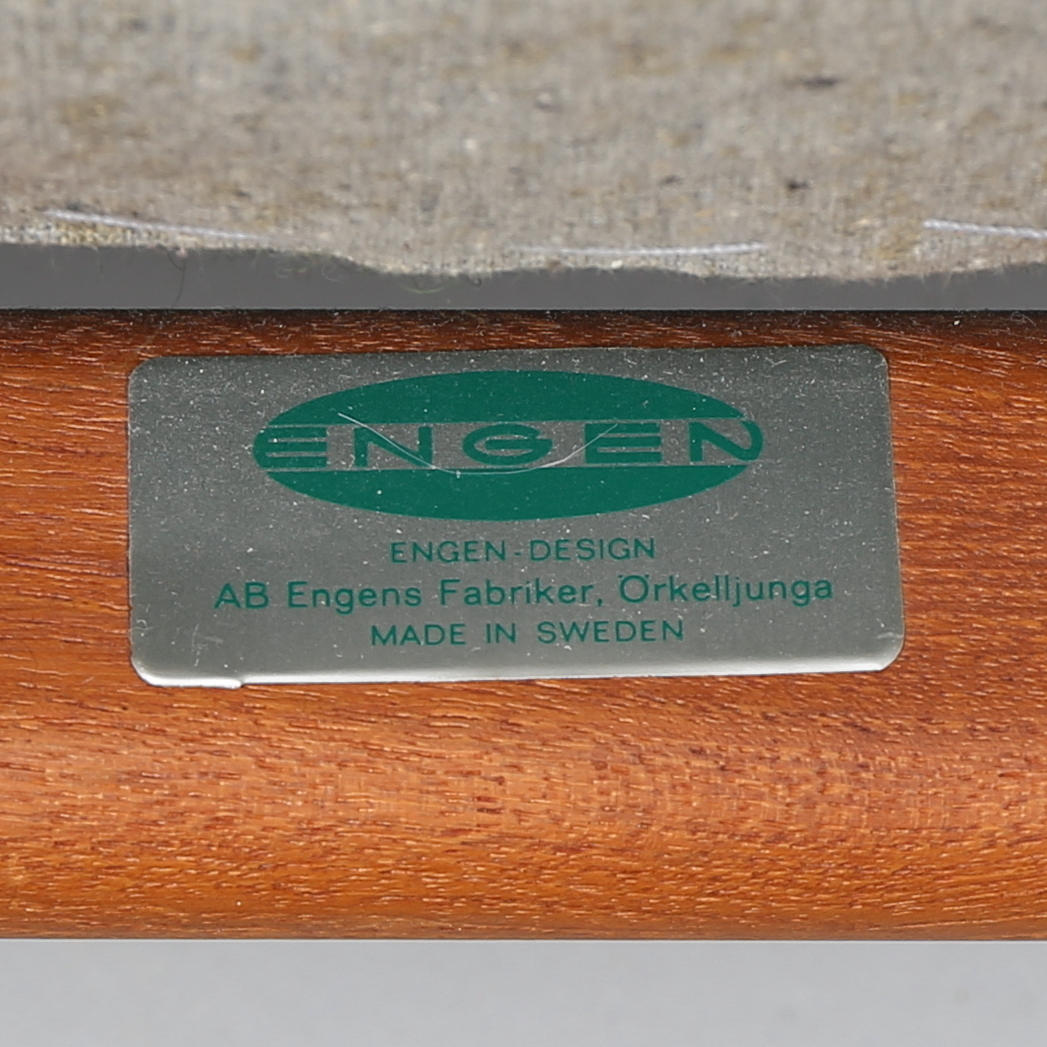 ENGEN
ENGEN-DESIGN
AB Engens Fabriker, Örkelljunga
MADE IN SWEDEN